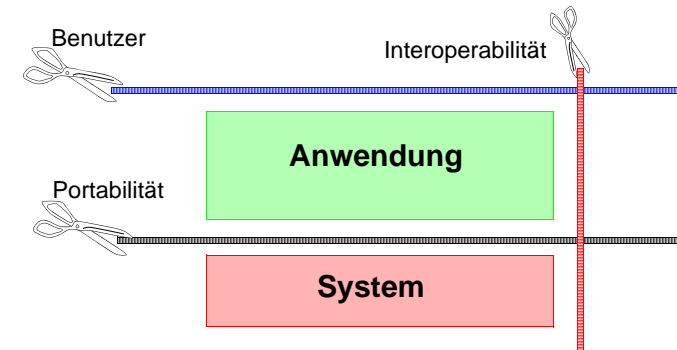 Benutzer
Interoperabilität
Anwendung
Portabilität
System